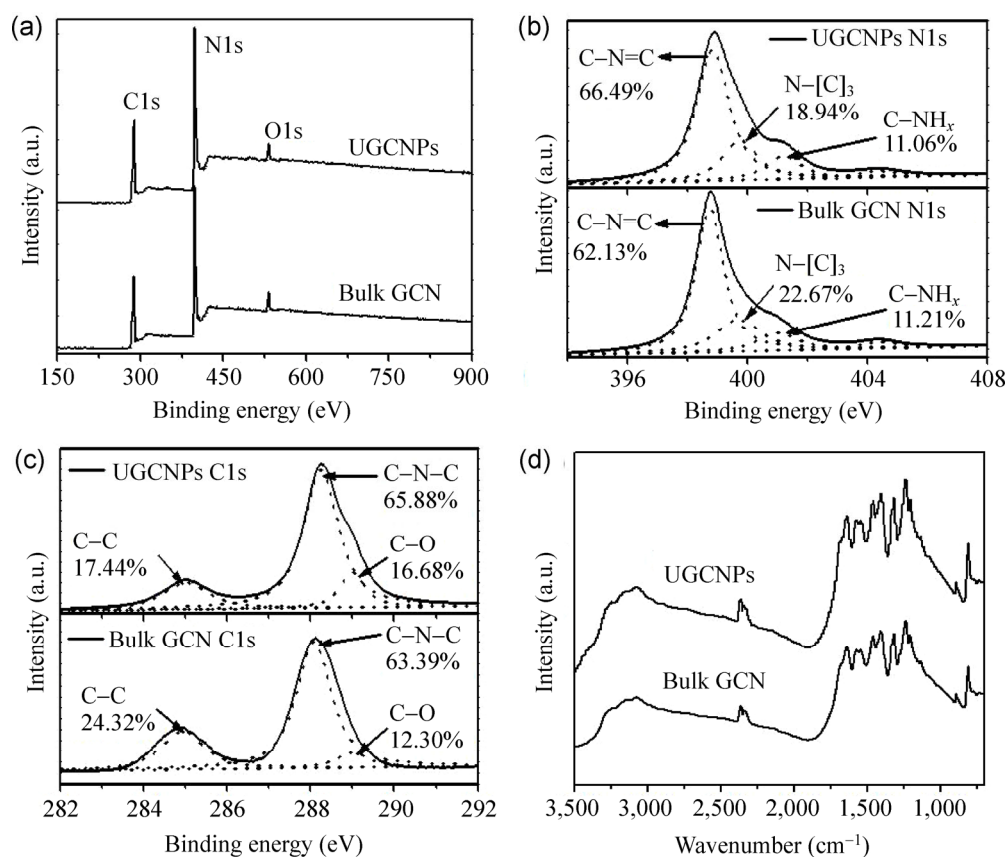 (a)
N1s
C1s
O1s
UGCNPs
Bulk GCN
Intensity (a.u.)
150 300 450 600 750 900
Binding energy (eV)
(b)
UGCNPs N1s
C–N=C
66.49%
N–[C]₃
18.94%
C–NHₓ
11.06%
Bulk GCN N1s
C–N=C
62.13%
N–[C]₃
22.67%
C–NHₓ
11.21%
Intensity (a.u.)
396 400 404 408
Binding energy (eV)
(c)
UGCNPs C1s
C–N–C
65.88%
C–C
17.44%
C–O
16.68%
Bulk GCN C1s
C–N–C
63.39%
C–C
24.32%
C–O
12.30%
Intensity (a.u.)
282 284 286 288 290 292
Binding energy (eV)
(d)
UGCNPs
Bulk GCN
Intensity (a.u.)
3,500 3,000 2,500 2,000 1,500 1,000
Wavenumber (cm⁻¹)